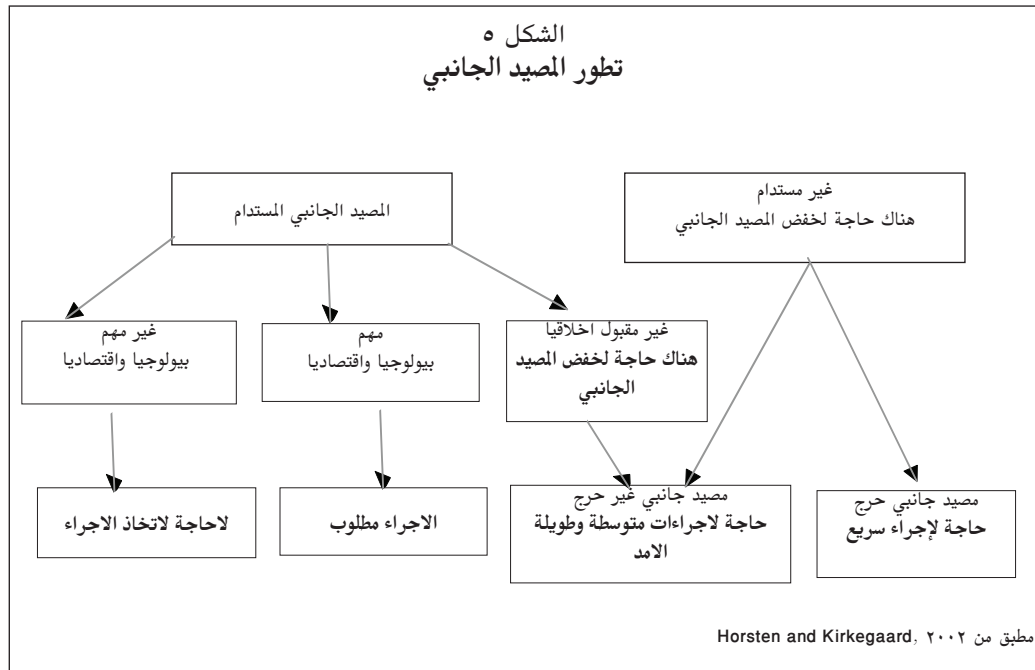 الشكل ٥
تطور المصيد الجانبي
غير مستدام
هناك حاجة لخفض المصيد الجانبي
المصيد الجانبي المستدام
غير مقبول اخلاقيا
هناك حاجة لخفض المصيد
الجانبي
مهم
بيولوجيا واقتصاديا
غير مهم
بيولوجيا واقتصاديا
مصيد جانبي حرج
حاجة لإجراء سريع
مصيد جانبي غير حرج
حاجة لاجراءات متوسطة وطويلة
الامد
الاجراء مطلوب
لاحاجة لاتخاذ الاجراء
مطبق من Horsten and Kirkegaard, ٢٠٠٢